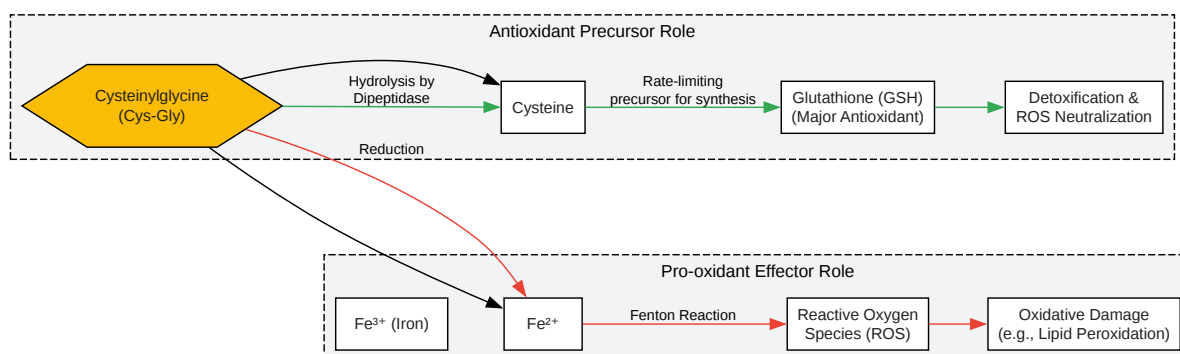 Antioxidant Precursor Role
Cysteinylglycine
(Cys-Gly)
Hydrolysis by
Dipeptidase
Cysteine
Rate-limiting
precursor for synthesis
Glutathione (GSH)
(Major Antioxidant)
Detoxification &
ROS Neutralization
Reduction
Pro-oxidant Effector Role
Fe³⁺ (Iron)
Fe²⁺
Fenton Reaction
Reactive Oxygen
Species (ROS)
Oxidative Damage
(e.g., Lipid Peroxidation)